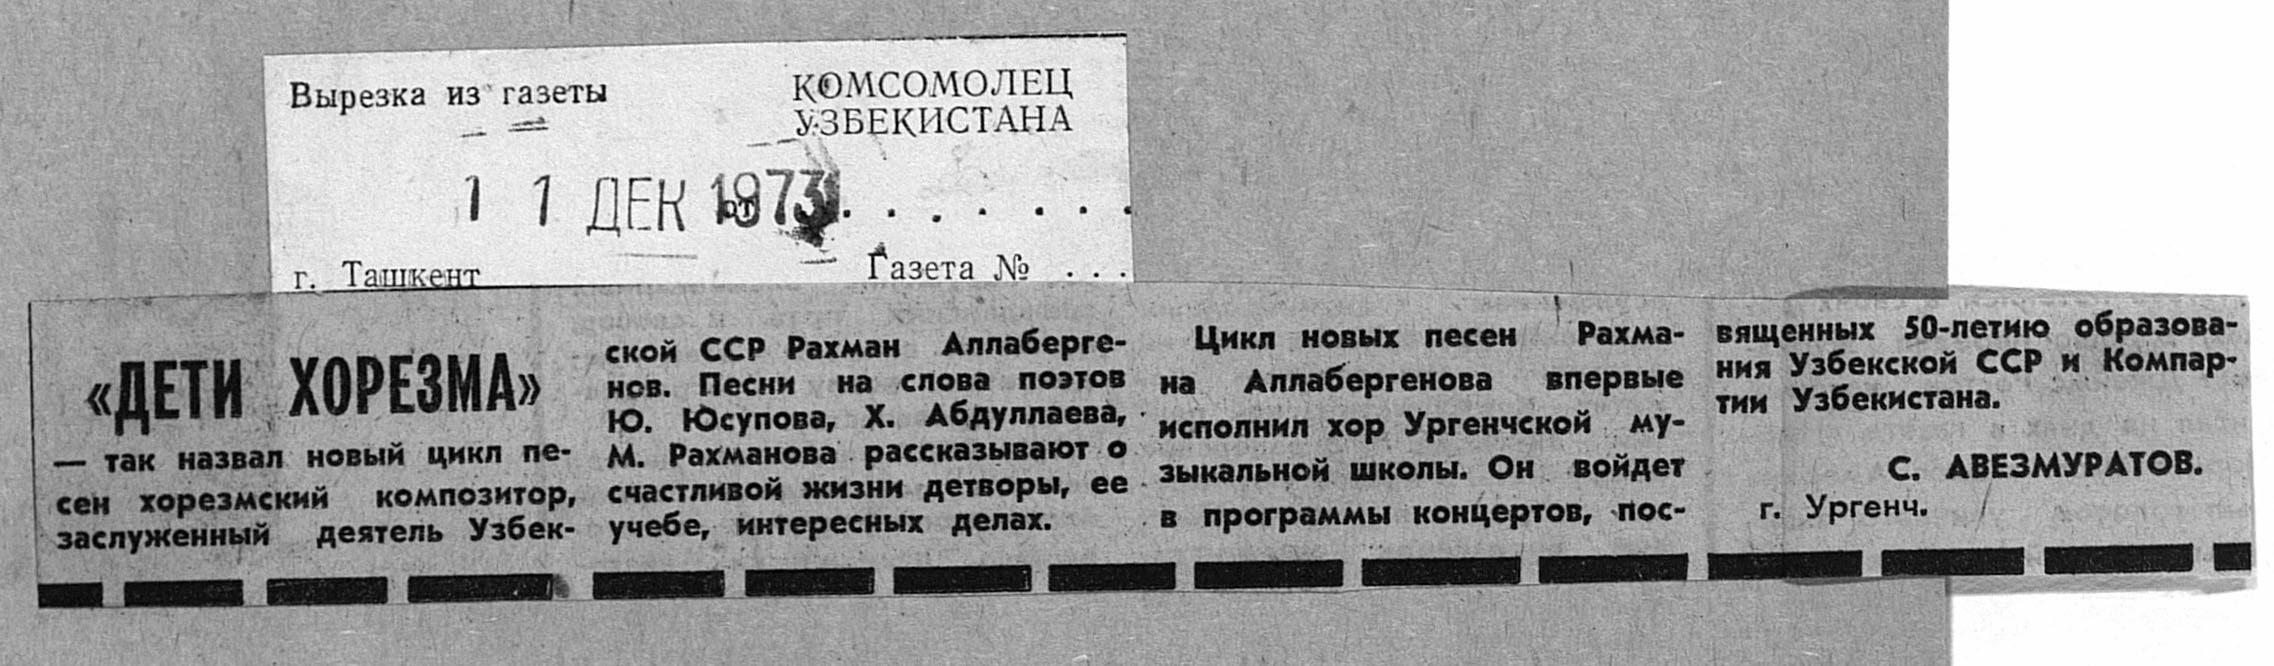 Вырезка из газеты
КОМСОМОЛЕЦ
УЗБЕКИСТАНА
11 ДЕК 1973
от . . . . . . .
г. Ташкент
Газета № . . .
«ДЕТИ ХОРЕЗМА»
— так назвал новый цикл пе-
сен хорезмский композитор,
заслуженный деятель Узбек-
ской ССР Рахман Аллаберге-
нов. Песни на слова поэтов
Ю. Юсупова, Х. Абдуллаева,
М. Рахманова рассказывают о
счастливой жизни детворы, ее
учебе, интересных делах.
Цикл новых песен Рахма-
на Аллабергенова впервые
исполнил хор Ургенчской му-
зыкальной школы. Он войдет
в программы концертов, пос-
вященных 50-летию образова-
ния Узбекской ССР и Компар-
тии Узбекистана.
С. АВЕЗМУРАТОВ.
г. Ургенч.